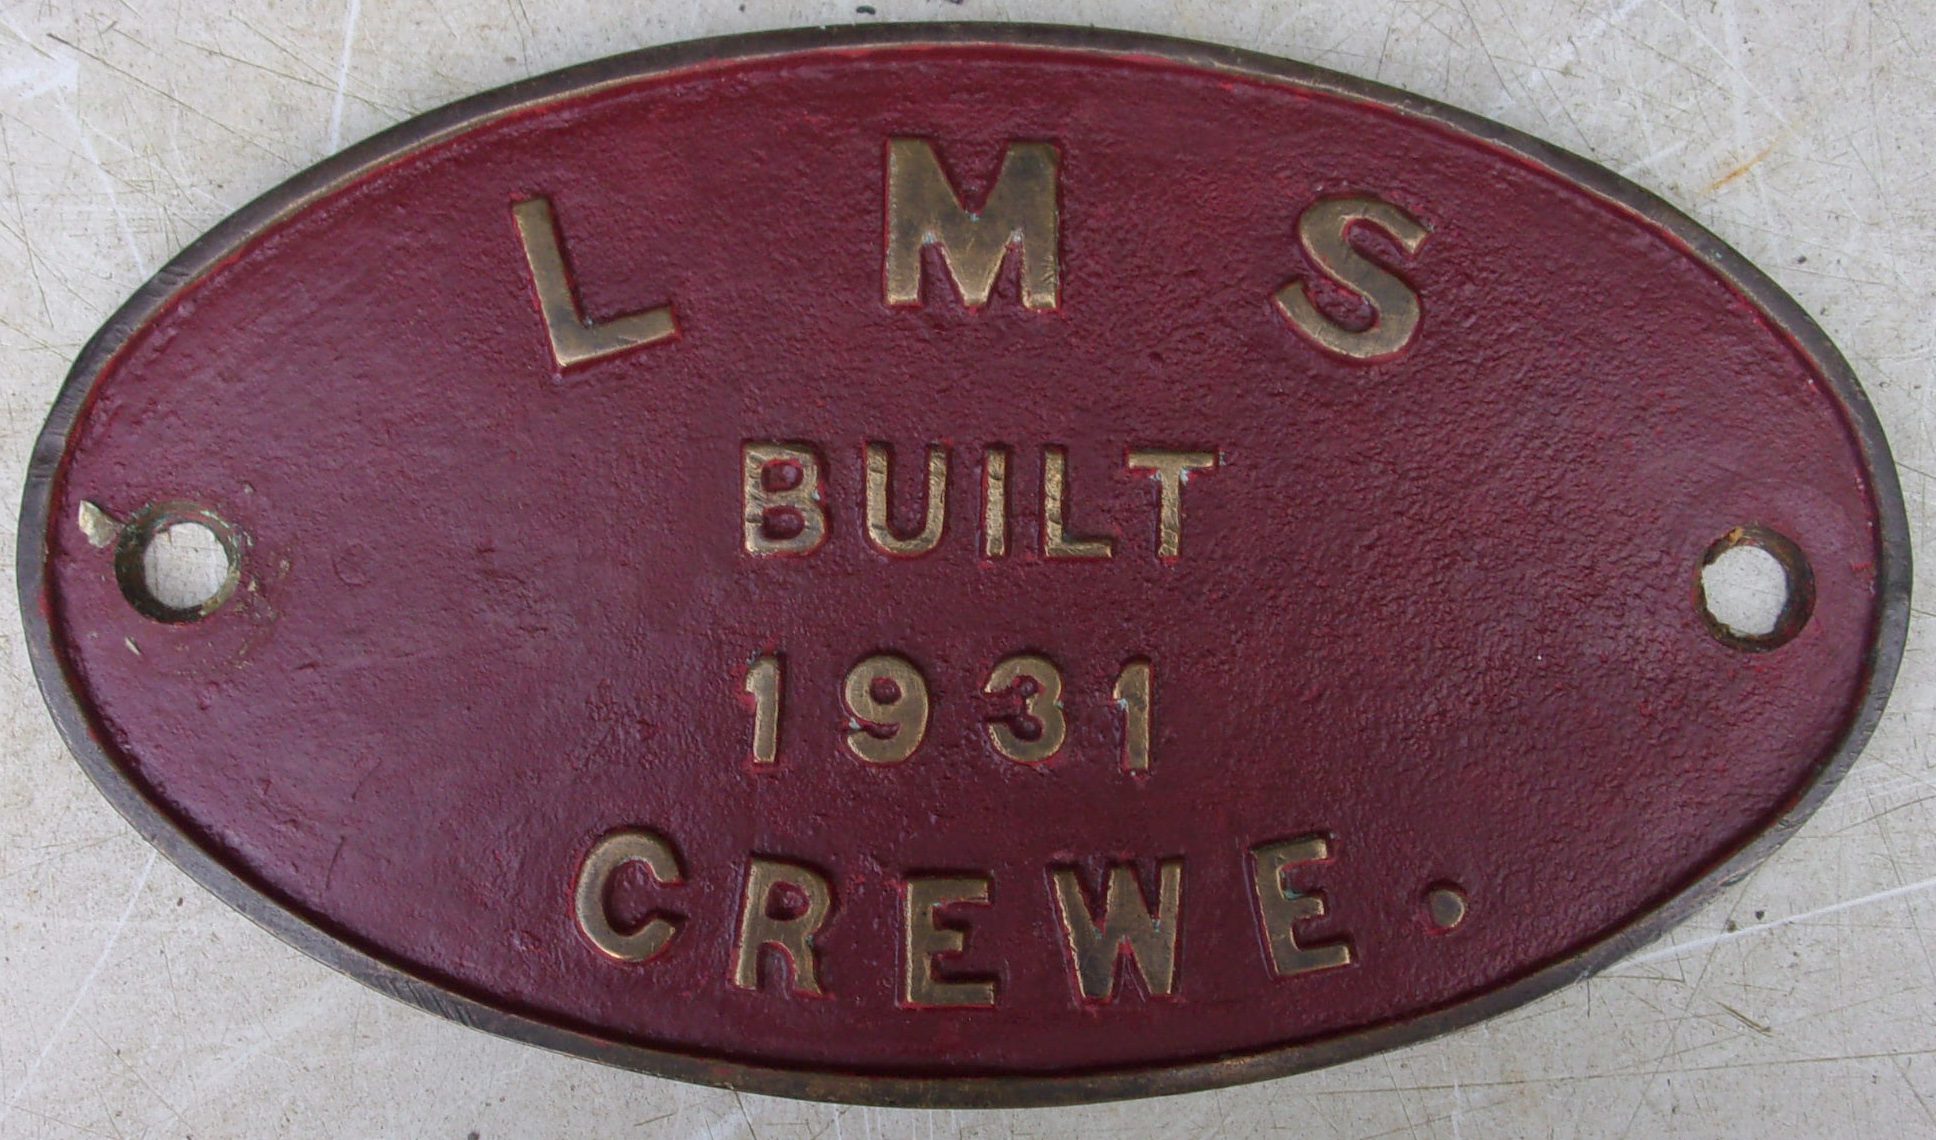 L M S
BUILT
1931
CREWE.